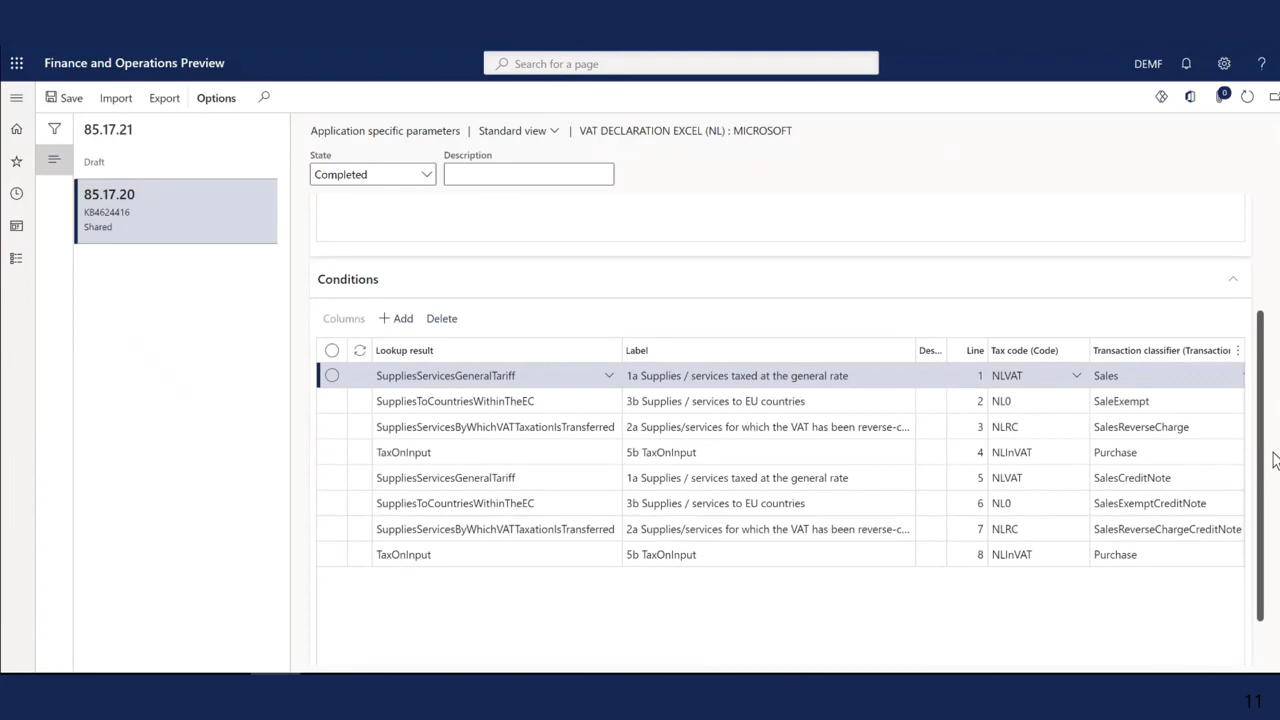 Finance and Operations Preview
Search for a page
DEMF
?
Save Import Export Options
0
85.17.21
Draft
85.17.20
KB4624416
Shared
Application specific parameters | Standard view | VAT DECLARATION EXCEL (NL) : MICROSOFT
State Description
Completed
Conditions
Columns + Add Delete
Lookup result Label Des... Line Tax code (Code) Transaction classifier (Transaction
SuppliesServicesGeneralTariff 1a Supplies / services taxed at the general rate 1 NLVAT Sales
SuppliesToCountriesWithinTheEC 3b Supplies / services to EU countries 2 NL0 SaleExempt
SuppliesServicesByWhichVATTaxationIsTransferred 2a Supplies/services for which the VAT has been reverse-c... 3 NLRC SalesReverseCharge
TaxOnInput 5b TaxOnInput 4 NLInVAT Purchase
SuppliesServicesGeneralTariff 1a Supplies / services taxed at the general rate 5 NLVAT SalesCreditNote
SuppliesToCountriesWithinTheEC 3b Supplies / services to EU countries 6 NL0 SalesExemptCreditNote
SuppliesServicesByWhichVATTaxationIsTransferred 2a Supplies/services for which the VAT has been reverse-c... 7 NLRC SalesReverseChargeCreditNote
TaxOnInput 5b TaxOnInput 8 NLInVAT Purchase
11